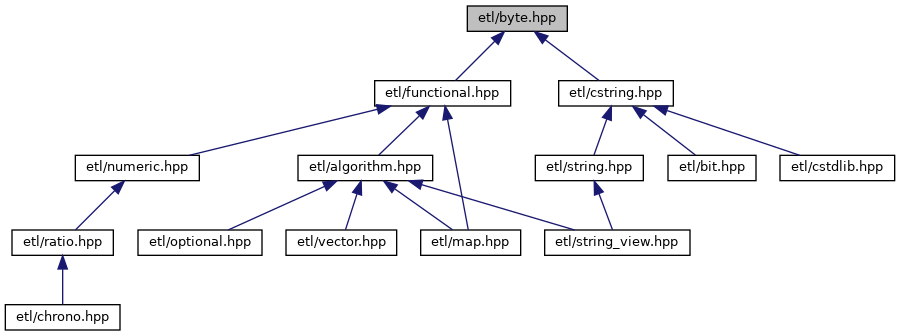 etl/byte.hpp
etl/functional.hpp
etl/cstring.hpp
etl/numeric.hpp
etl/algorithm.hpp
etl/string.hpp
etl/bit.hpp
etl/cstdlib.hpp
etl/ratio.hpp
etl/optional.hpp
etl/vector.hpp
etl/map.hpp
etl/string_view.hpp
etl/chrono.hpp